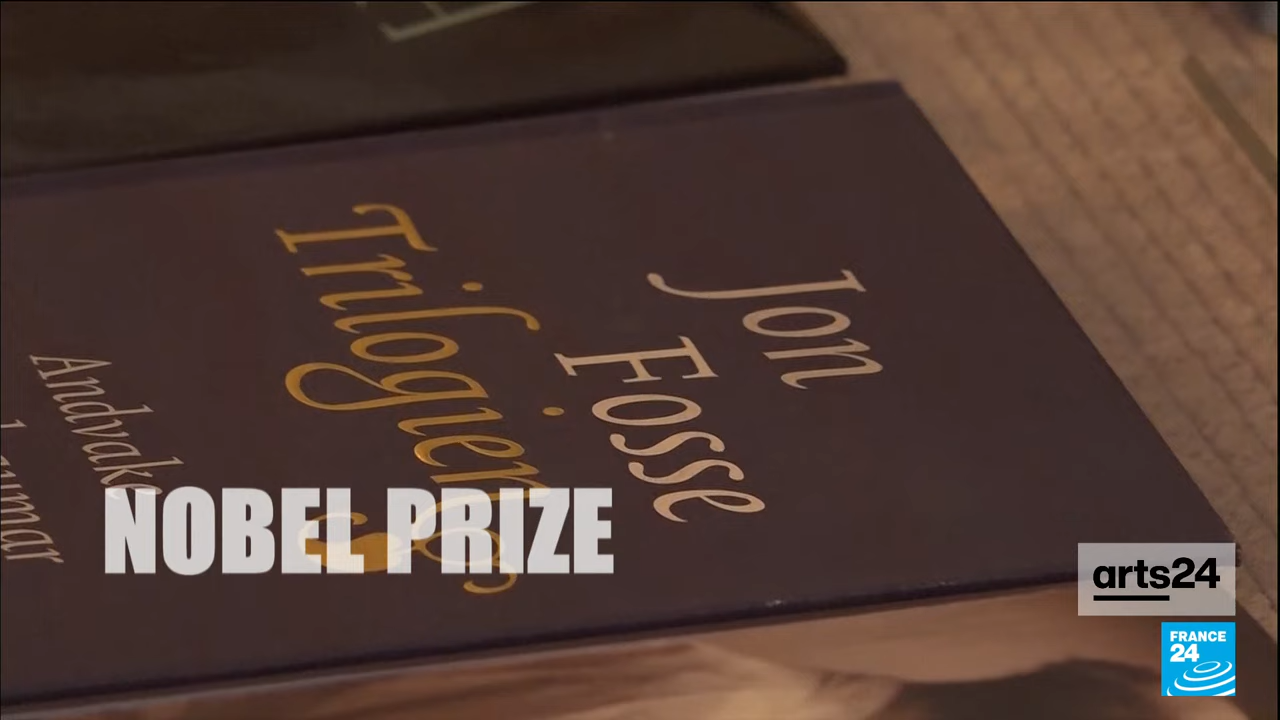 Jon
Fosse
Trilogien
Andvake
NOBEL PRIZE
arts24
FRANCE
24